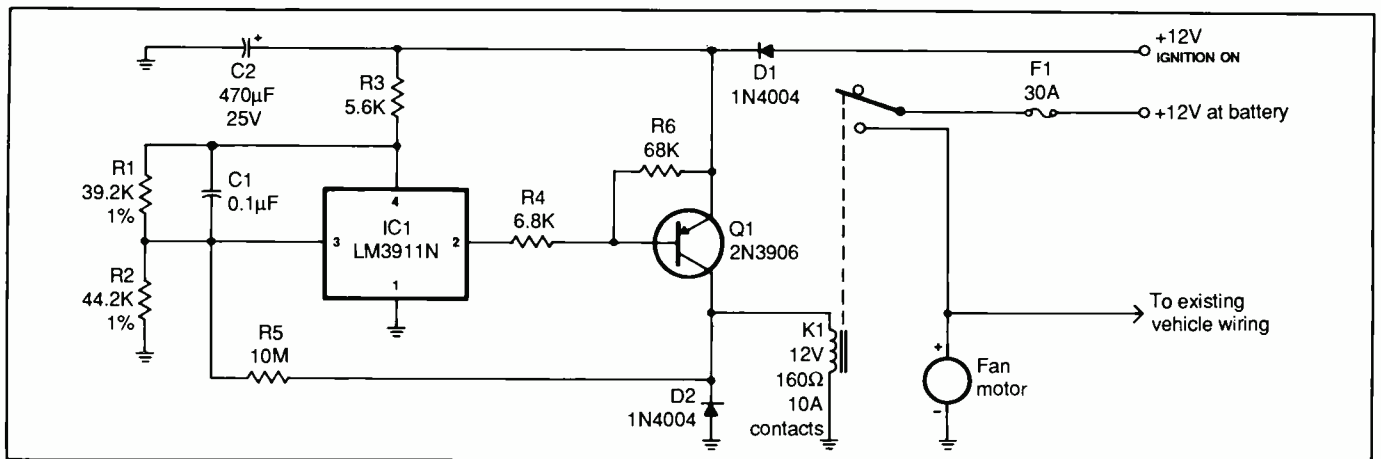 +
C2
470µF
25V
R3
5.6K
D1
1N4004
+12V
IGNITION ON
F1
30A
+12V at battery
R1
39.2K
1%
C1
0.1µF
R6
68K
R4
6.8K
4
IC1
LM3911N
3
2
1
Q1
2N3906
R2
44.2K
1%
R5
10M
D2
1N4004
K1
12V
160Ω
10A
contacts
To existing
vehicle wiring
+
Fan
motor
-